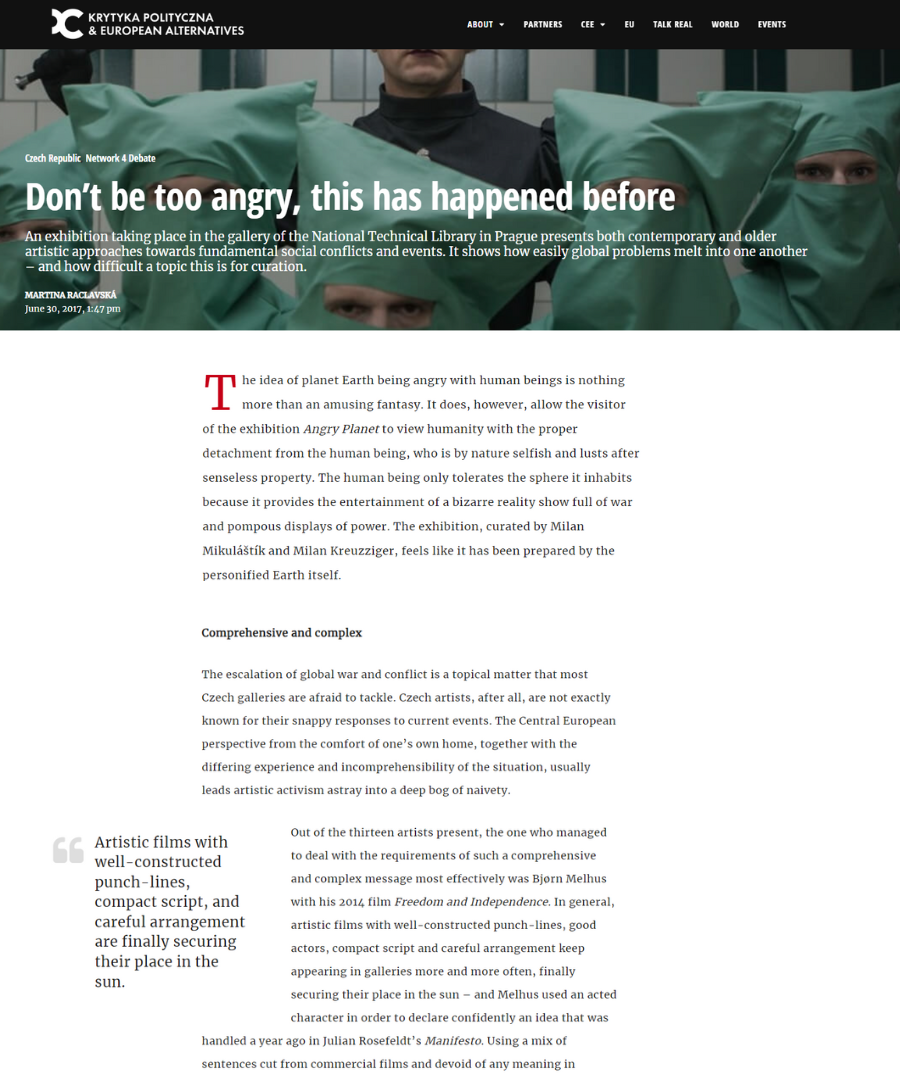 KRYTYKA POLITYCZNA
& EUROPEAN ALTERNATIVES
ABOUT PARTNERS CEE EU TALK REAL WORLD EVENTS
Czech Republic Network 4 Debate
Don't be too angry, this has happened before
An exhibition taking place in the gallery of the National Technical Library in Prague presents both contemporary and older
artistic approaches towards fundamental social conflicts and events. It shows how easily global problems melt into one another
– and how difficult a topic this is for curation.
MARTINA RACLAVSKÁ
June 30, 2017, 1:47 pm
The idea of planet Earth being angry with human beings is nothing
more than an amusing fantasy. It does, however, allow the visitor
of the exhibition Angry Planet to view humanity with the proper
detachment from the human being, who is by nature selfish and lusts after
senseless property. The human being only tolerates the sphere it inhabits
because it provides the entertainment of a bizarre reality show full of war
and pompous displays of power. The exhibition, curated by Milan
Mikuláštík and Milan Kreuzziger, feels like it has been prepared by the
personified Earth itself.
Comprehensive and complex
The escalation of global war and conflict is a topical matter that most
Czech galleries are afraid to tackle. Czech artists, after all, are not exactly
known for their snappy responses to current events. The Central European
perspective from the comfort of one's own home, together with the
differing experience and incomprehensibility of the situation, usually
leads artistic activism astray into a deep bog of naivety.
Artistic films with
well-constructed
punch-lines,
compact script, and
careful arrangement
are finally securing
their place in the
sun.
Out of the thirteen artists present, the one who managed
to deal with the requirements of such a comprehensive
and complex message most effectively was Bjørn Melhus
with his 2014 film Freedom and Independence. In general,
artistic films with well-constructed punch-lines, good
actors, compact script and careful arrangement keep
appearing in galleries more and more often, finally
securing their place in the sun – and Melhus used an acted
character in order to declare confidently an idea that was
handled a year ago in Julian Rosefeldt's Manifesto. Using a mix of
sentences cut from commercial films and devoid of any meaning in